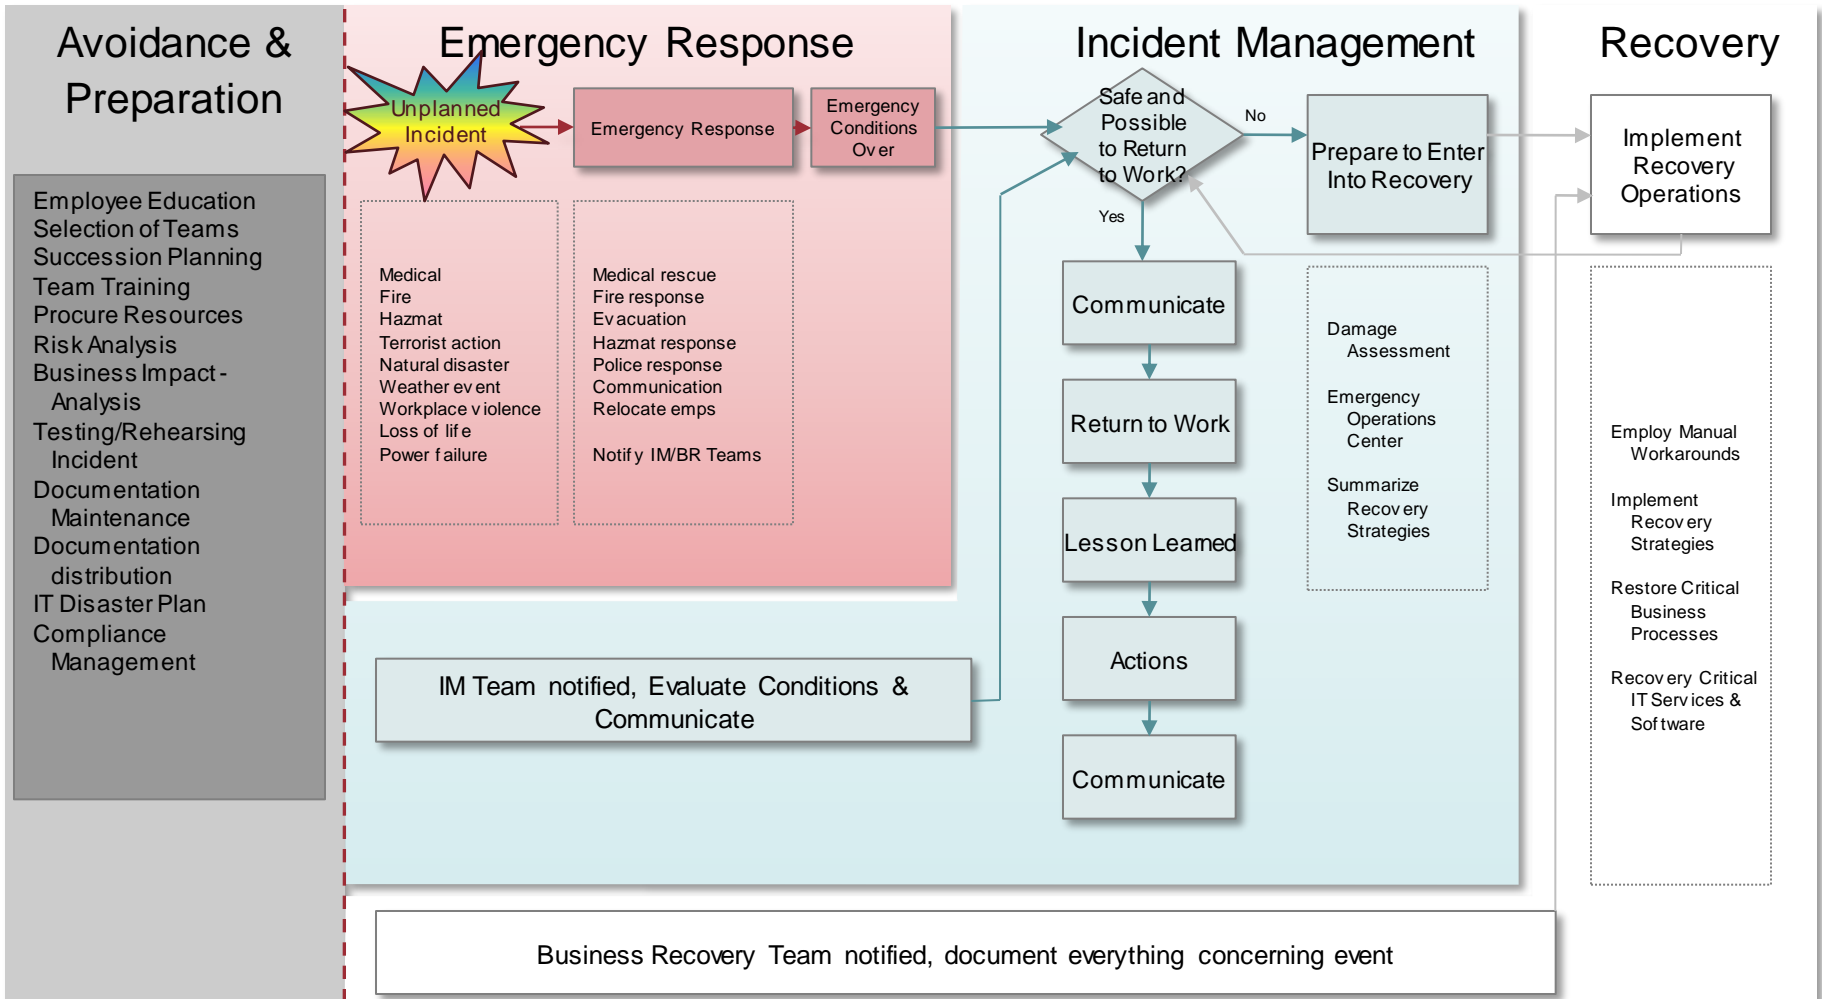 Avoidance &
Preparation
Employee Education
Selection of Teams
Succession Planning
Team Training
Procure Resources
Risk Analysis
Business Impact -
Analysis
Testing/Rehearsing
Incident
Documentation
Maintenance
Documentation
distribution
IT Disaster Plan
Compliance
Management
Emergency Response
Unplanned
Incident
Emergency Response
Emergency
Conditions
Over
Medical
Fire
Hazmat
Terrorist action
Natural disaster
Weather event
Workplace violence
Loss of life
Power failure
Medical rescue
Fire response
Evacuation
Hazmat response
Police response
Communication
Relocate emps
Notify IM/BR Teams
IM Team notified, Evaluate Conditions &
Communicate
Incident Management
Safe and
Possible
to Return
to Work?
No
Yes
Prepare to Enter
Into Recovery
Communicate
Return to Work
Lesson Learned
Actions
Communicate
Damage
Assessment
Emergency
Operations
Center
Summarize
Recovery
Strategies
Recovery
Implement
Recovery
Operations
Employ Manual
Workarounds
Implement
Recovery
Strategies
Restore Critical
Business
Processes
Recovery Critical
IT Services &
Software
Business Recovery Team notified, document everything concerning event